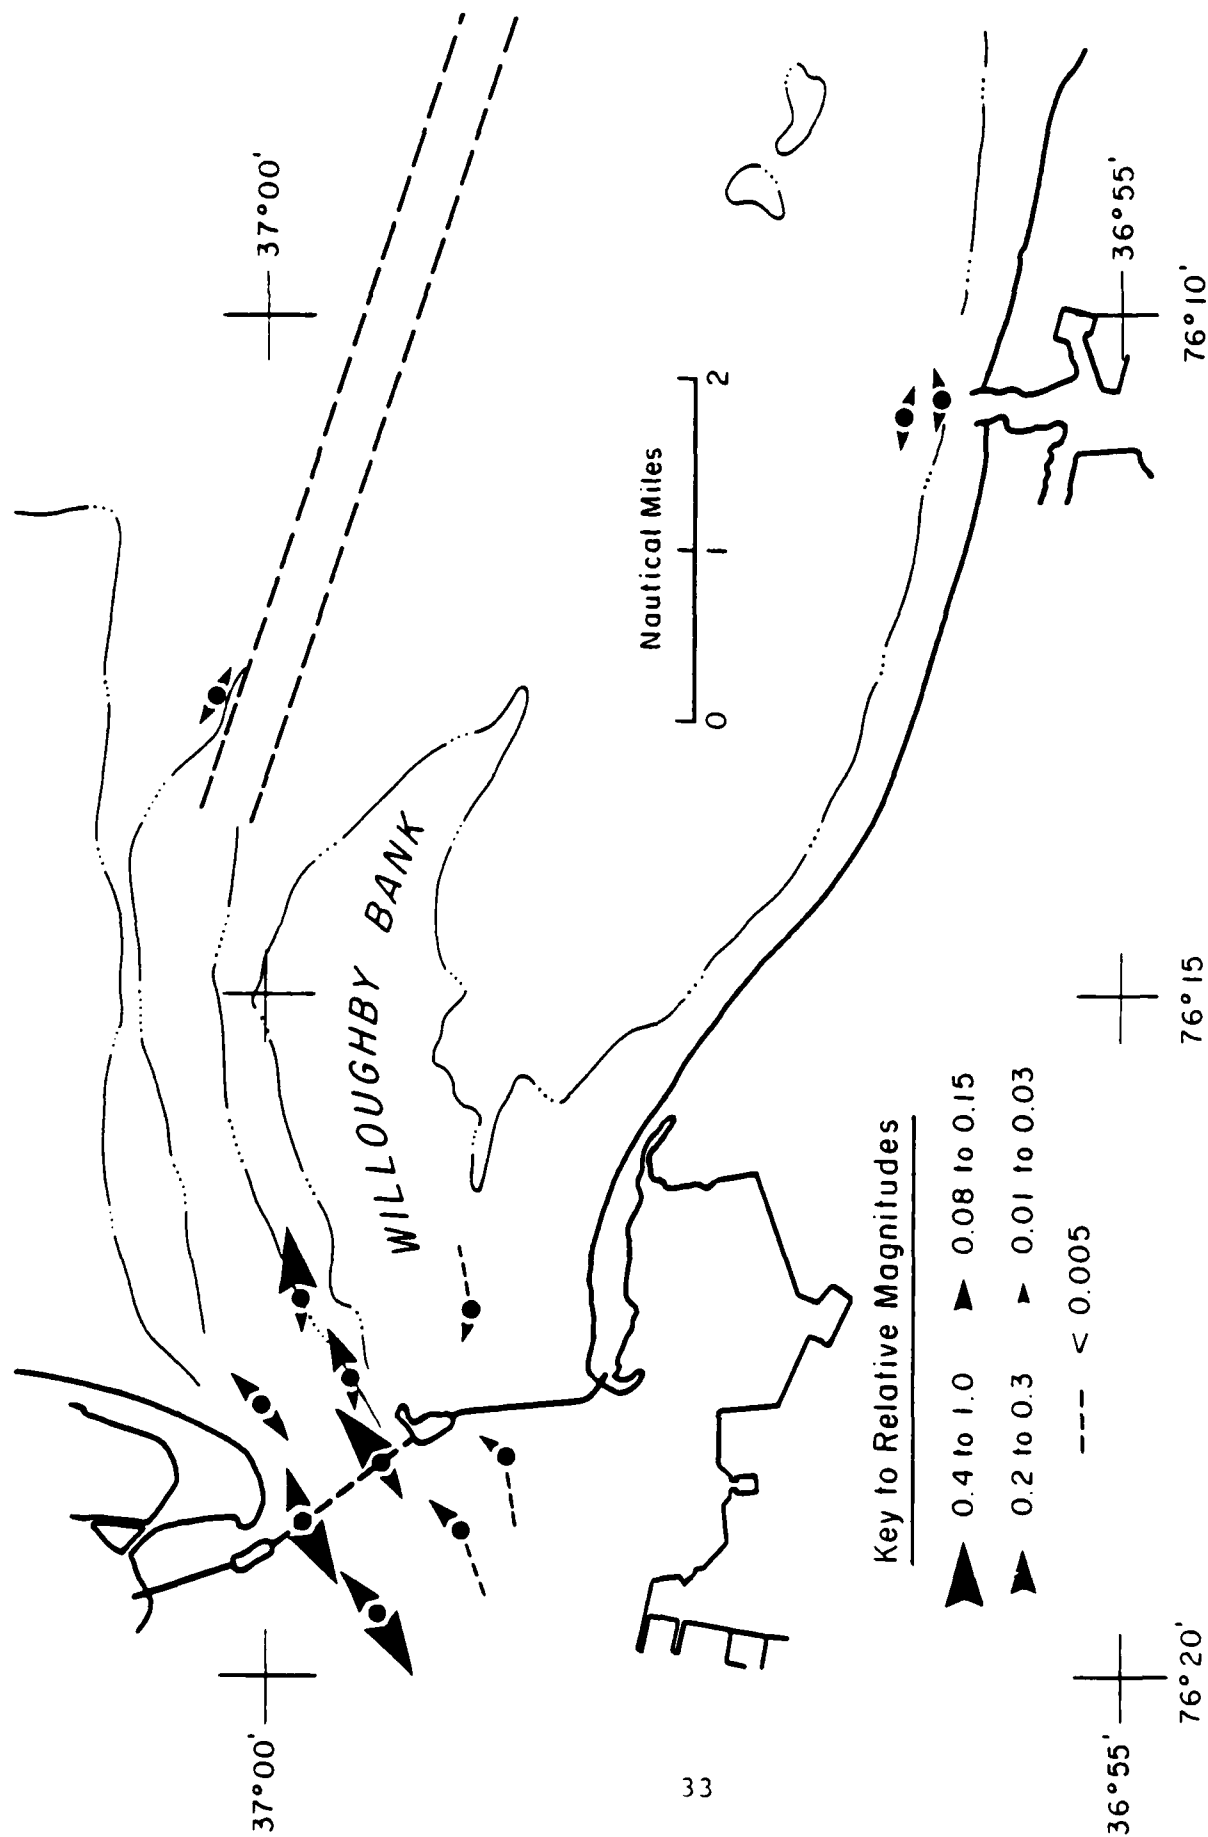 37°00'
37°00'
WILLOUGHBY BANK
Nautical Miles
0 1 2
Key to Relative Magnitudes
0.4 to 1.0 0.08 to 0.15
0.2 to 0.3 0.01 to 0.03
--- < 0.005
36°55'
36°55'
76°20'
76°15
76°10'
33